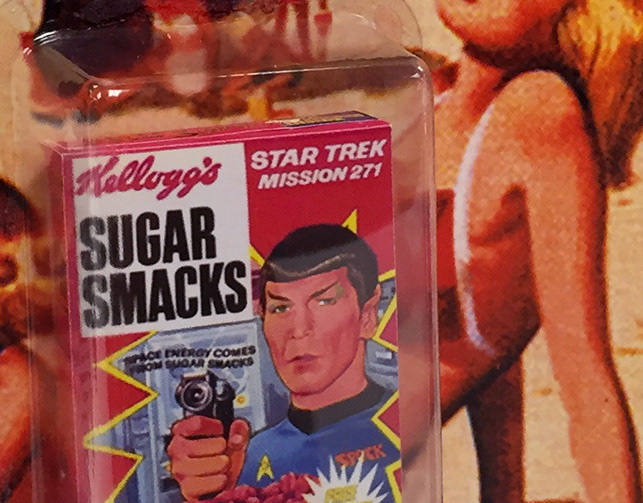 Kellogg's
STAR TREK
MISSION 271
SUGAR
SMACKS
SPACE ENERGY COMES
FROM SUGAR SMACKS
SPOCK